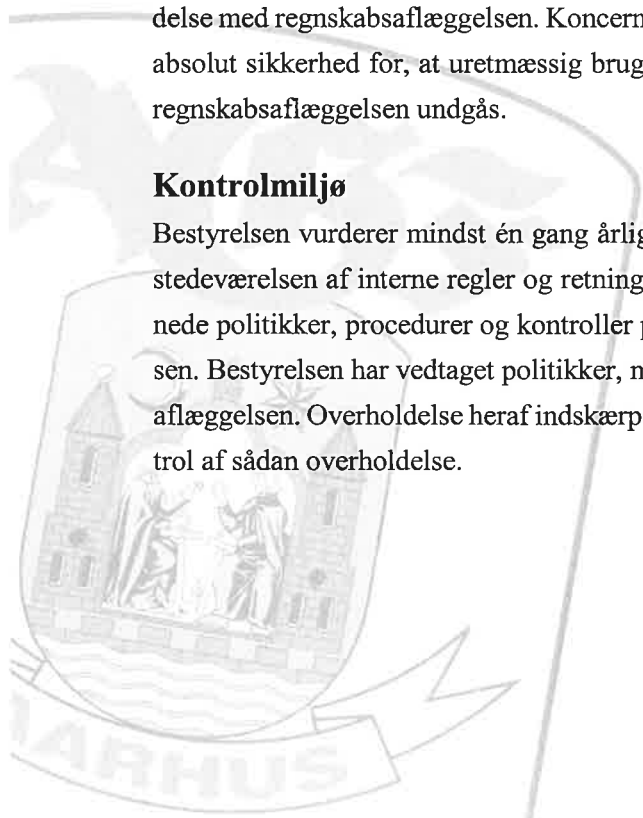 delse med regnskabsaflæggelsen. Koncern
absolut sikkerhed for, at uretmæssig brug
regnskabsaflæggelsen undgås.
Kontrolmiljø
Bestyrelsen vurderer mindst én gang årlig
stedeværelsen af interne regler og retning
nede politikker, procedurer og kontroller p
sen. Bestyrelsen har vedtaget politikker, m
aflæggelsen. Overholdelse heraf indskærp
trol af sådan overholdelse.
AGF
AARHUS